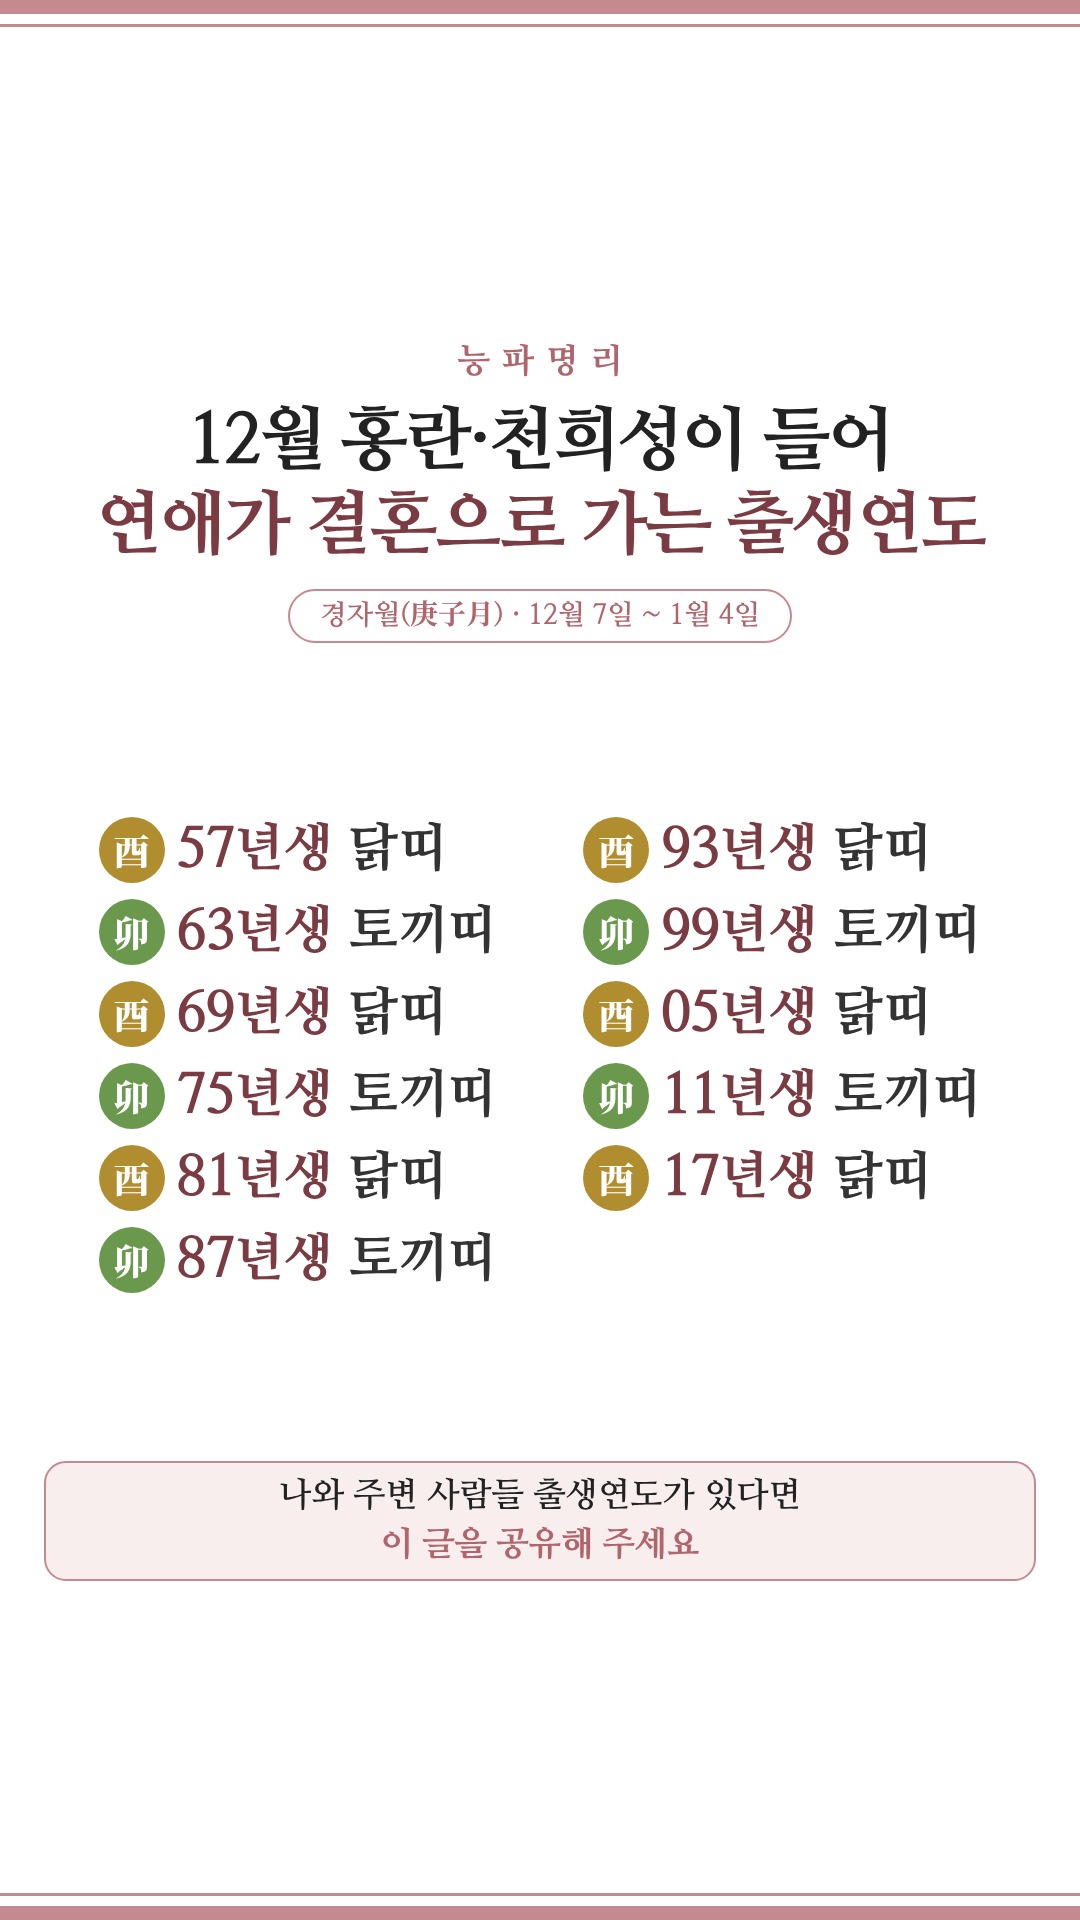 능파명리
12월 홍란·천희성이 들어
연애가 결혼으로 가는 출생연도
경자월(庚子月) · 12월 7일 ~ 1월 4일
酉 57년생 닭띠
卯 63년생 토끼띠
酉 69년생 닭띠
卯 75년생 토끼띠
酉 81년생 닭띠
卯 87년생 토끼띠
酉 93년생 닭띠
卯 99년생 토끼띠
酉 05년생 닭띠
卯 11년생 토끼띠
酉 17년생 닭띠
나와 주변 사람들 출생연도가 있다면
이 글을 공유해 주세요